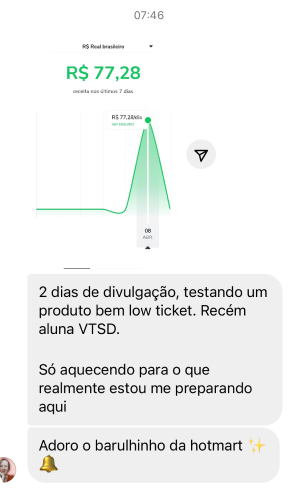 07:46
R$ Real brasileiro
R$ 77,28
receita nos últimos 7 dias
R$ 77,28/dia
08
ABR
2 dias de divulgação, testando um
produto bem low ticket. Recém
aluna VTSD.
Só aquecendo para o que
realmente estou me preparando
aqui
Adoro o barulhinho da hotmart ✨
🔔